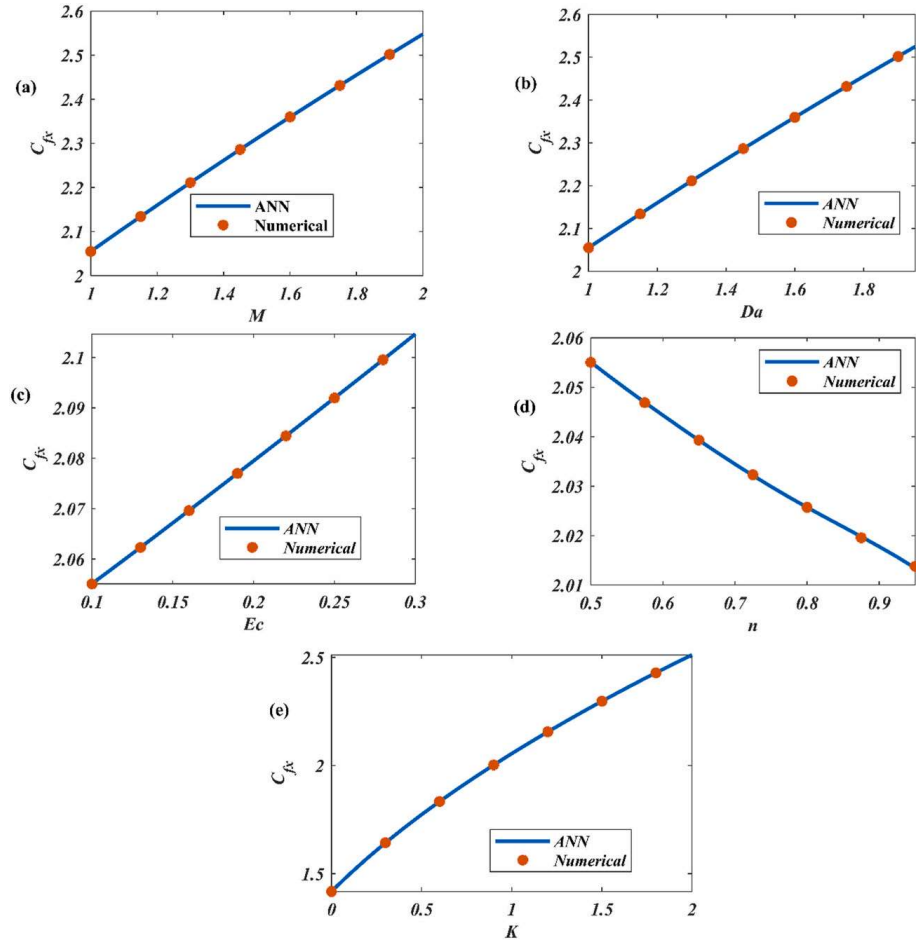 (a)
C_fx
2.6
2.5
2.4
2.3
2.2
2.1
2
ANN
Numerical
1 1.2 1.4 1.6 1.8 2
M
(b)
C_fx
2.6
2.5
2.4
2.3
2.2
2.1
2
ANN
Numerical
1 1.2 1.4 1.6 1.8
Da
(c)
C_fx
2.1
2.09
2.08
2.07
2.06
ANN
Numerical
0.1 0.15 0.2 0.25 0.3
Ec
(d)
C_fx
2.06
2.05
2.04
2.03
2.02
2.01
ANN
Numerical
0.5 0.6 0.7 0.8 0.9
n
(e)
C_fx
2.5
2
1.5
ANN
Numerical
0 0.5 1 1.5 2
K